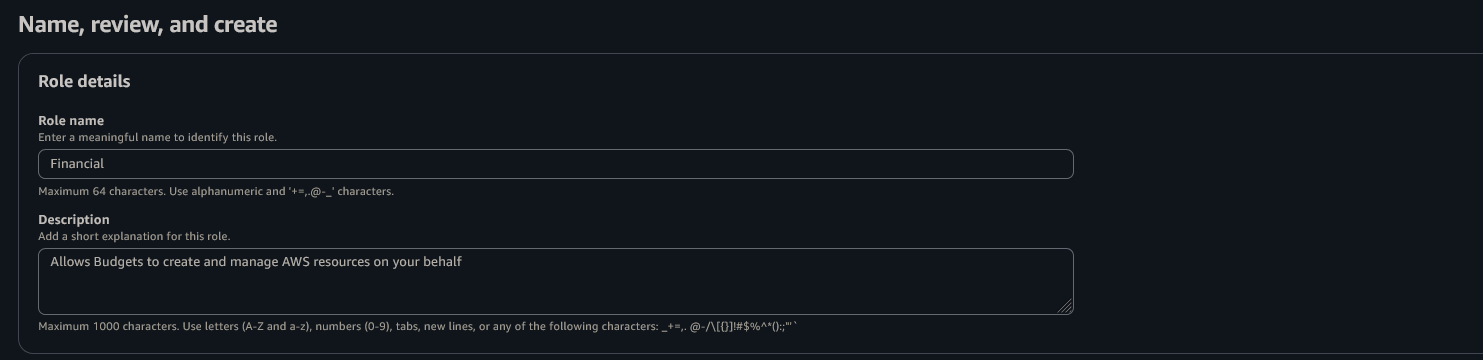 Name, review, and create
Role details
Role name
Enter a meaningful name to identify this role.
Financial
Maximum 64 characters. Use alphanumeric and '+=,.@-_' characters.
Description
Add a short explanation for this role.
Allows Budgets to create and manage AWS resources on your behalf
Maximum 1000 characters. Use letters (A-Z and a-z), numbers (0-9), tabs, new lines, or any of the following characters: _+=,. @-/\[{}]!#$%^*();:"'`